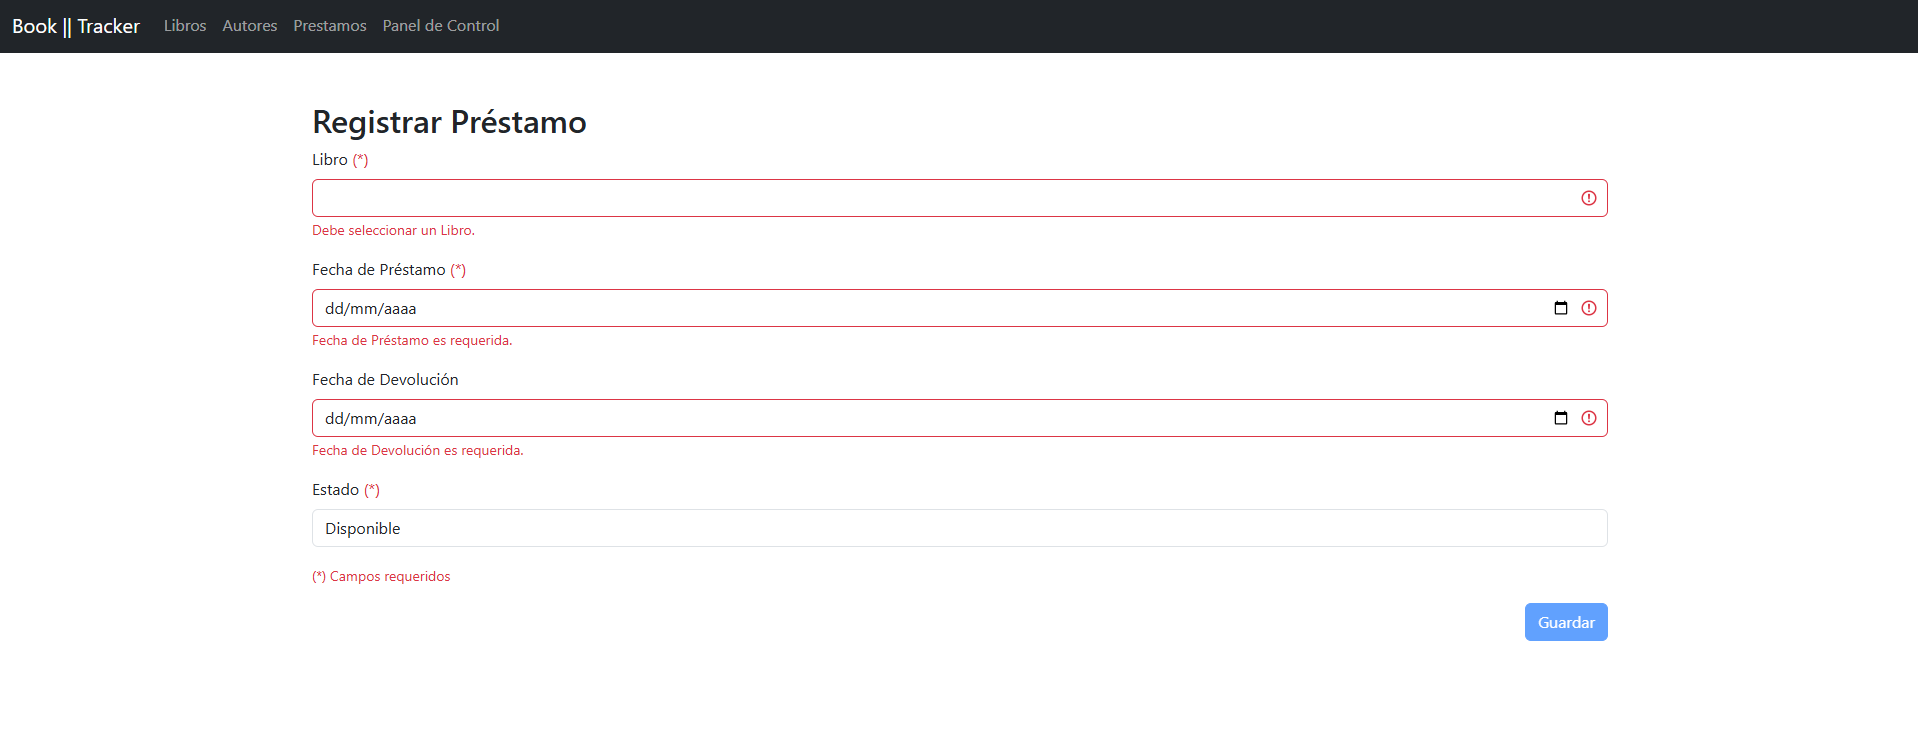 Book || Tracker Libros Autores Prestamos Panel de Control
Registrar Préstamo
Libro (*)
Debe seleccionar un Libro.
Fecha de Préstamo (*)
dd/mm/aaaa
Fecha de Préstamo es requerida.
Fecha de Devolución
dd/mm/aaaa
Fecha de Devolución es requerida.
Estado (*)
Disponible
(*) Campos requeridos
Guardar